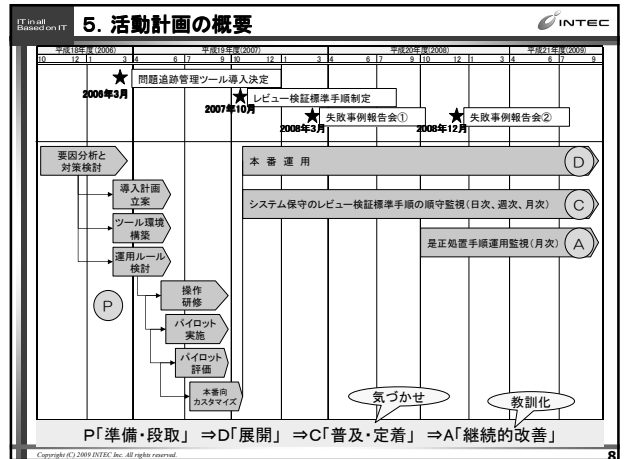 IT in all
Based on IT
5. 活動計画の概要
INTEC
平成18年度(2006) 平成19年度(2007) 平成20年度(2008) 平成21年度(2009)
10 12 1 3 4 6 7 9 10 12 1 3 4 6 7 9 10 12 1 3 4 6 7 9
問題追跡管理ツール導入決定
2006年3月
レビュー検証標準手順制定
2007年10月
失敗事例報告会①
2008年3月
失敗事例報告会②
2008年12月
要因分析と
対策検討
本番運用
D
導入計画
立案
システム保守のレビュー検証標準手順の順守監視(日次、週次、月次)
C
ツール環境
構築
是正処置手順運用監視(月次)
A
運用ルール
検討
P
操作
研修
パイロット
実施
パイロット
評価
本番向
カスタマイズ
気づかせ
教訓化
P「準備・段取」 ⇒D「展開」 ⇒C「普及・定着」 ⇒A「継続的改善」
Copyright (C) 2009 INTEC Inc. All rights reserved.
8